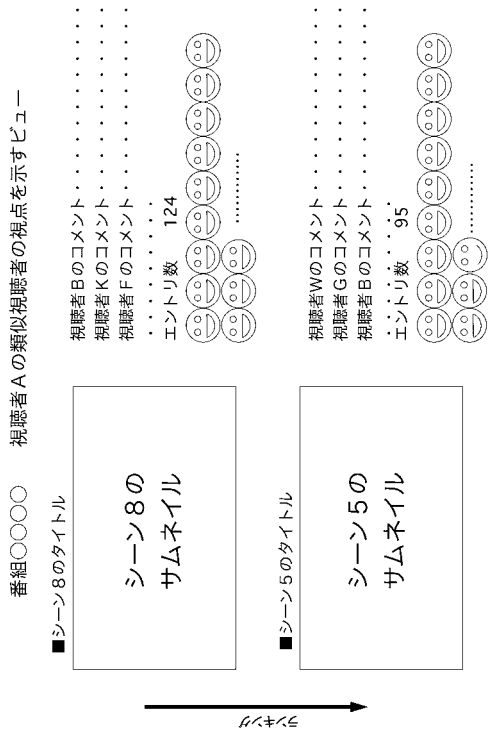 番組○○○○　視聴者Aの類似視聴者の視点を示すビュー
■シーン8のタイトル
シーン8の
サムネイル
視聴者Bのコメント・・・・・・・・・
視聴者Kのコメント・・・・・・・・・
視聴者Fのコメント・・・・・・・・・
・・・・・・・・
エントリ数　124
■シーン5のタイトル
シーン5の
サムネイル
視聴者Wのコメント・・・・・・・・・
視聴者Gのコメント・・・・・・・・・
視聴者Bのコメント・・・・・・・・・
・・・・・・・・
エントリ数　95
ランキング